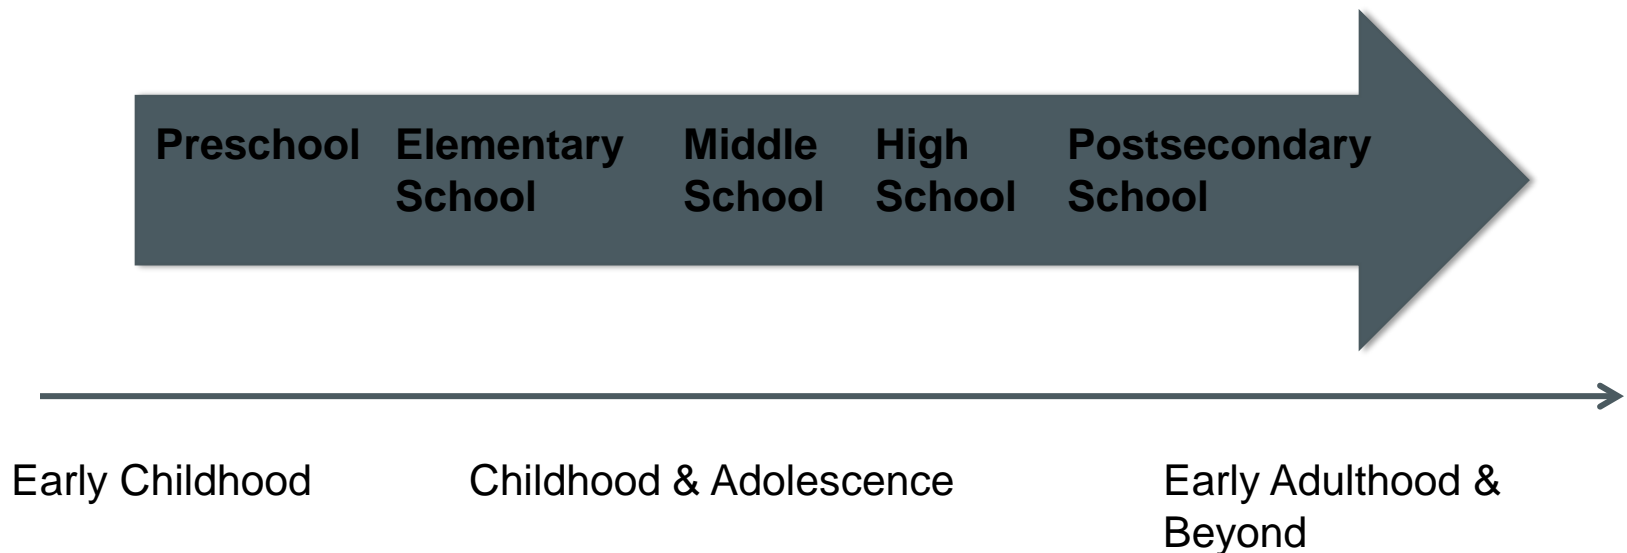 Preschool
Elementary
School
Middle
School
High
School
Postsecondary
School
Early Childhood
Childhood & Adolescence
Early Adulthood &
Beyond